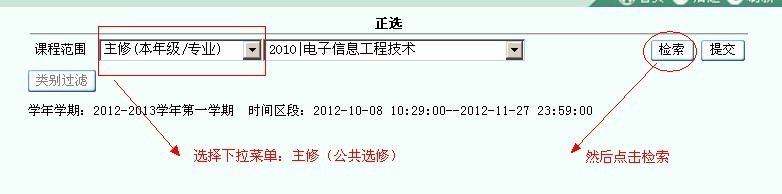 正选
课程范围 主修(本年级/专业) 2010|电子信息工程技术 检索 提交
类别过滤
学年学期：2012-2013学年第一学期 时间区段：2012-10-08 10:29:00--2012-11-27 23:59:00
选择下拉菜单：主修（公共选修） 然后点击检索